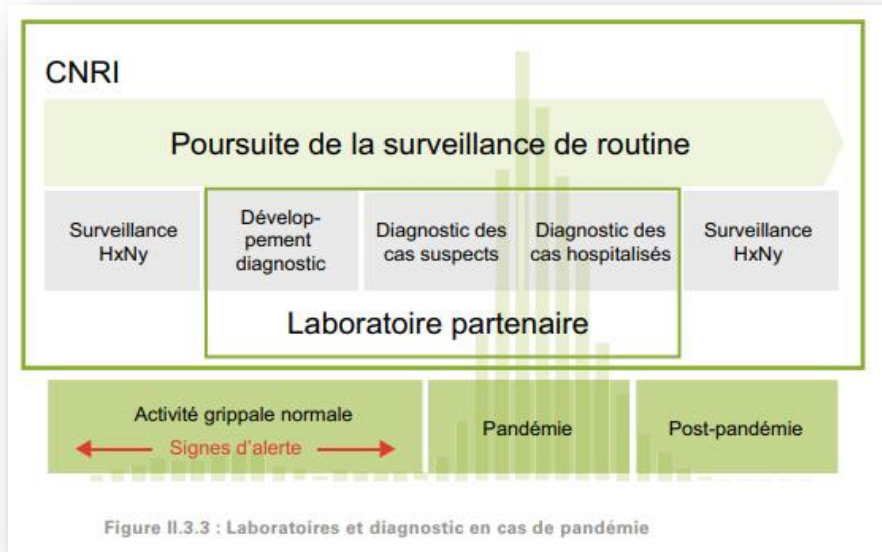 CNRI
Poursuite de la surveillance de routine
Surveillance
HxNy
Dévelop-
pement
diagnostic
Diagnostic des
cas suspects
Diagnostic des
cas hospitalisés
Surveillance
HxNy
Laboratoire partenaire
Activité grippale normale
Signes d'alerte
Pandémie
Post-pandémie
Figure II.3.3 : Laboratoires et diagnostic en cas de pandémie